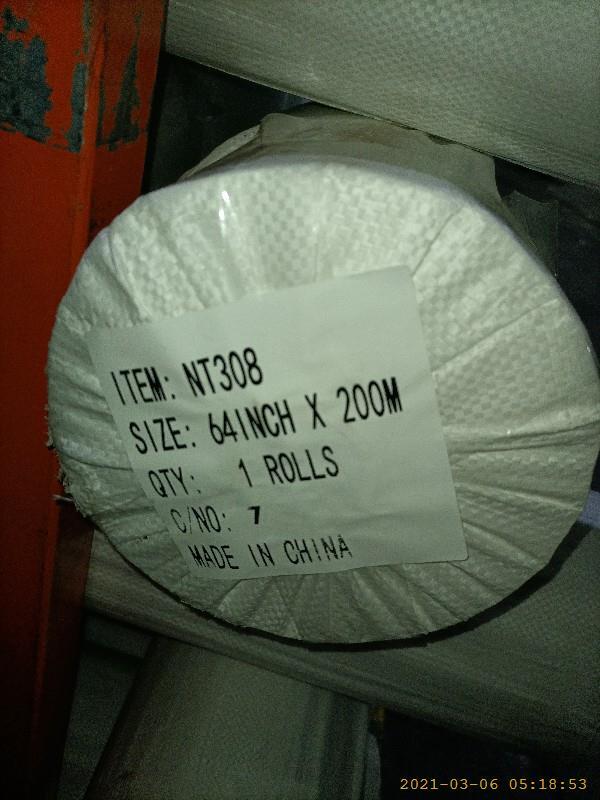 ITEM: NT308
SIZE: 64INCH X 200M
QTY: 1 ROLLS
C/NO: 7
MADE IN CHINA
2021-03-06 05:18:53